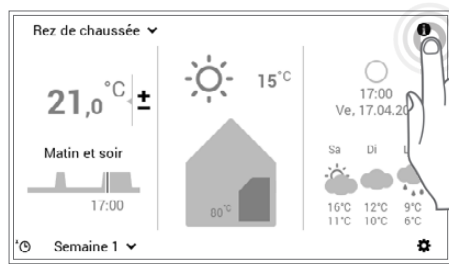 Rez de chaussée
21,0°C ±
Matin et soir
17:00
Semaine 1
15°C
80°C
17:00
Ve, 17.04.20
Sa Di L
16°C 12°C 9°C
11°C 10°C 6°C